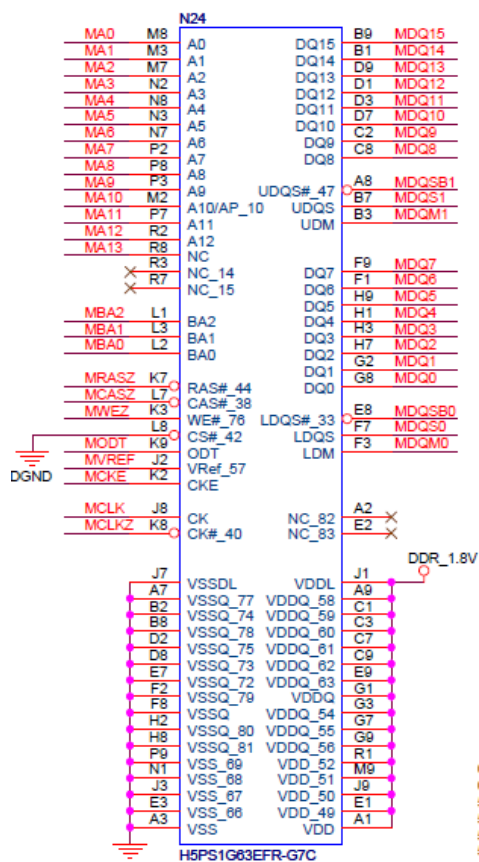 N24
MA0 M8 A0 DQ15 B9 MDQ15
MA1 M3 A1 DQ14 B1 MDQ14
MA2 M7 A2 DQ13 D9 MDQ13
MA3 N2 A3 DQ12 D1 MDQ12
MA4 N8 A4 DQ11 D3 MDQ11
MA5 N3 A5 DQ10 D7 MDQ10
MA6 N7 A6 DQ9 C2 MDQ9
MA7 P2 A7 DQ8 C8 MDQ8
MA8 P8 A8
MA9 P3 A9 UDQS#_47 A8 MDQSB1
MA10 M2 A10/AP_10 UDQS B7 MDQS1
MA11 P7 A11 UDM B3 MDQM1
MA12 R2 A12
MA13 R8 NC
R3 NC_14 DQ7 F9 MDQ7
R7 NC_15 DQ6 F1 MDQ6
DQ5 H9 MDQ5
MBA2 L1 BA2 DQ4 H1 MDQ4
MBA1 L3 BA1 DQ3 H3 MDQ3
MBA0 L2 BA0 DQ2 H7 MDQ2
DQ1 G2 MDQ1
MRASZ K7 RAS#_44 DQ0 G8 MDQ0
MCASZ L7 CAS#_38
MWEZ K3 WE#_76 LDQS#_33 E8 MDQSB0
L8 CS#_42 LDQS F7 MDQS0
MODT K9 ODT LDM F3 MDQM0
DGND
MVREF J2 VRef_57
MCKE K2 CKE
MCLK J8 CK NC_82 A2
MCLKZ K8 CK#_40 NC_83 E2
DDR_1.8V
J7 VSSDL VDDL J1
A7 VSSQ_77 VDDQ_58 A9
B2 VSSQ_74 VDDQ_59 C1
B8 VSSQ_78 VDDQ_60 C3
D2 VSSQ_75 VDDQ_61 C7
D8 VSSQ_73 VDDQ_62 C9
E7 VSSQ_72 VDDQ_63 E9
F2 VSSQ_79 VDDQ G1
F8 VSSQ VDDQ_54 G3
H2 VSSQ_80 VDDQ_55 G7
H8 VSSQ_81 VDDQ_56 G9
P9 VSS_69 VDD_52 R1
N1 VSS_68 VDD_51 M9
J3 VSS_67 VDD_50 J9
E3 VSS_66 VDD_49 E1
A3 VSS VDD A1
H5PS1G63EFR-G7C